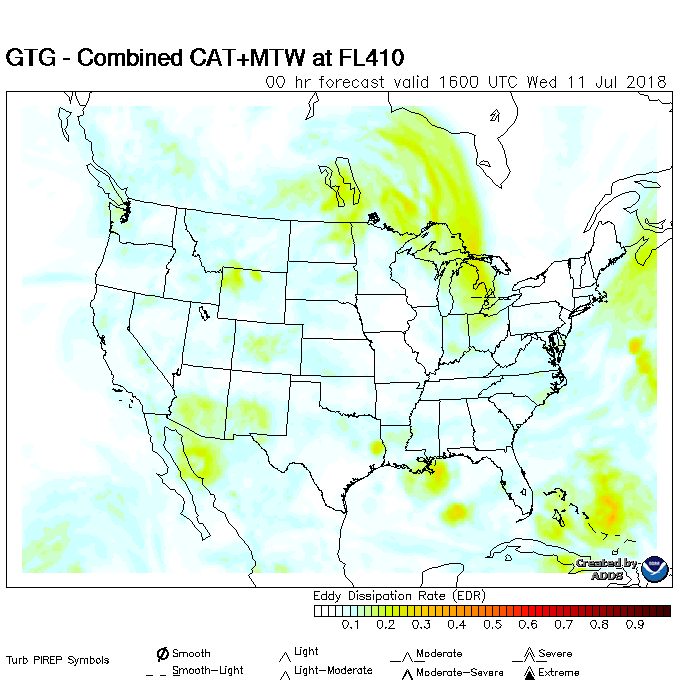 GTG - Combined CAT+MTW at FL410
00 hr forecast valid 1600 UTC Wed 11 Jul 2018
Created by
ADDS
Eddy Dissipation Rate (EDR)
0.1 0.2 0.3 0.4 0.5 0.6 0.7 0.8 0.9
Turb PIREP Symbols
Smooth Light Moderate Severe
Smooth-Light Light-Moderate Moderate-Severe Extreme